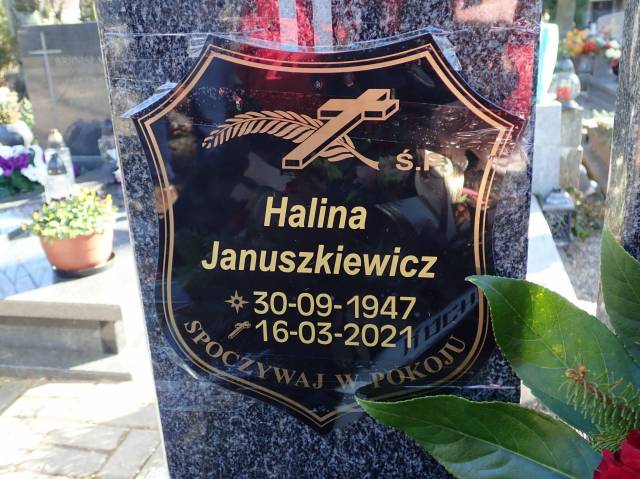 Ś.P.
Halina
Januszkiewicz
30-09-1947
16-03-2021
SPOCZYWAJ W POKOJU